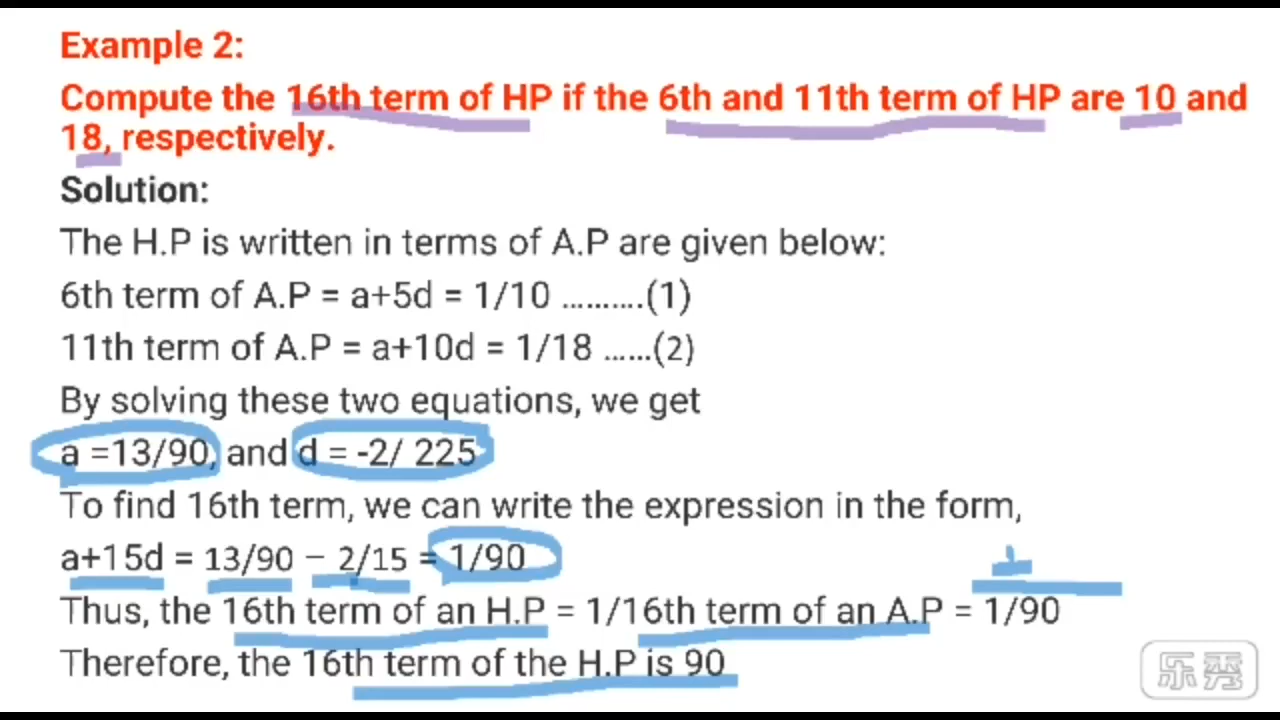 Example 2:
Compute the 16th term of HP if the 6th and 11th term of HP are 10 and
18, respectively.
Solution:
The H.P is written in terms of A.P are given below:
6th term of A.P = a+5d = 1/10 ……….(1)
11th term of A.P = a+10d = 1/18 ……(2)
By solving these two equations, we get
a =13/90, and d = -2/ 225
To find 16th term, we can write the expression in the form,
a+15d = 13/90 – 2/15 = 1/90
Thus, the 16th term of an H.P = 1/16th term of an A.P = 1/90
Therefore, the 16th term of the H.P is 90
乐秀